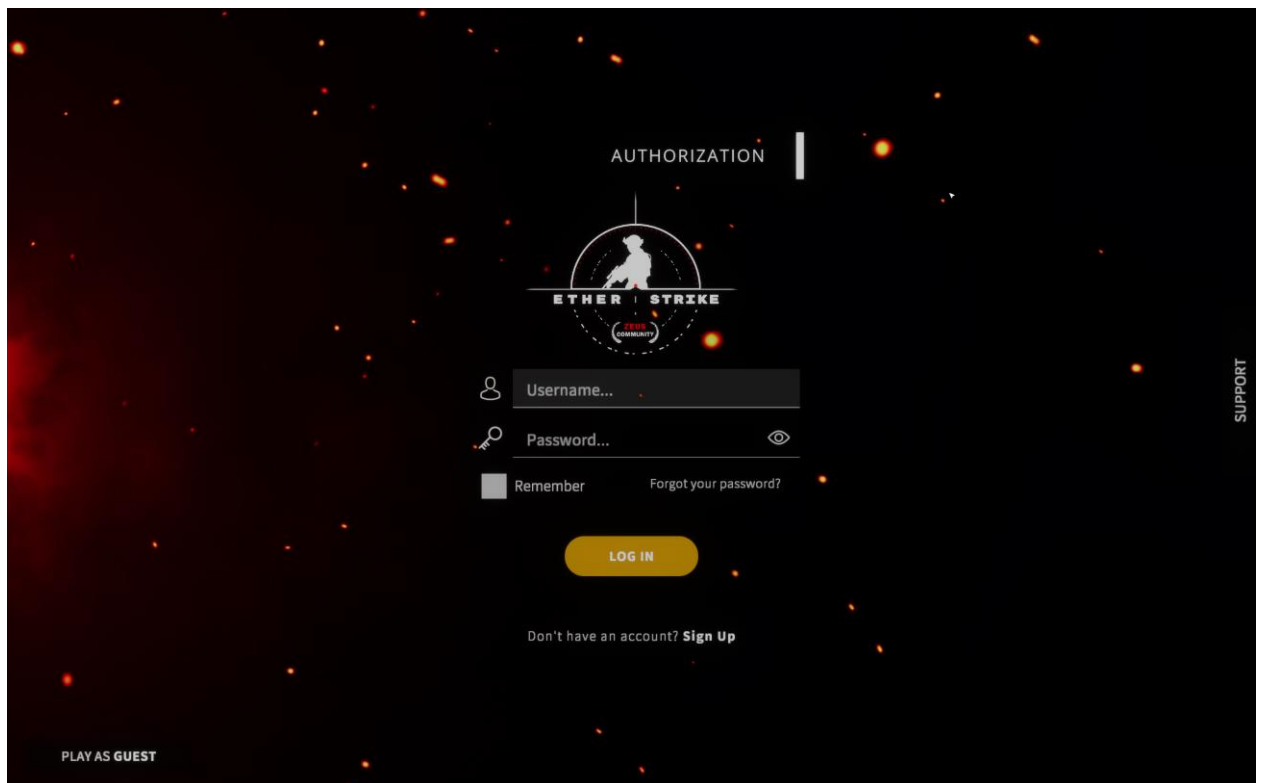 AUTHORIZATION
ETHER STRIKE
ZEUS
COMMUNITY
Username...
Password...
Remember Forgot your password?
LOG IN
Don't have an account? Sign Up
SUPPORT
PLAY AS GUEST